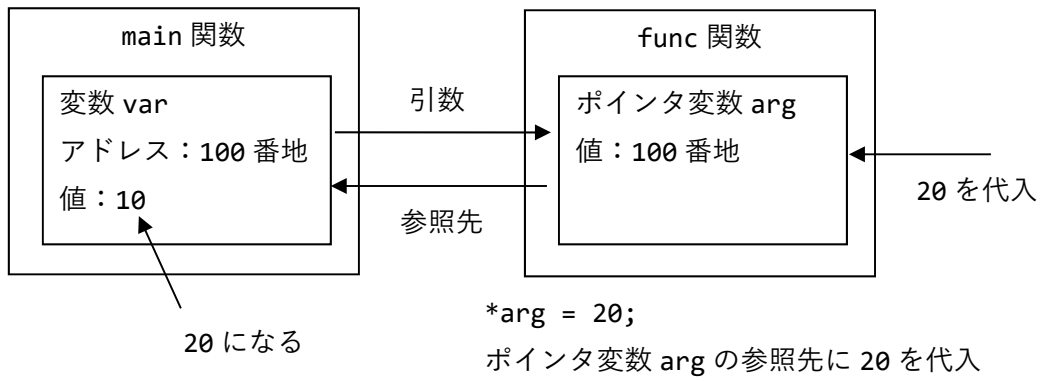 main 関数
変数 var
アドレス：100 番地
値：10
20 になる
引数
参照先
func 関数
ポインタ変数 arg
値：100 番地
20 を代入
*arg = 20;
ポインタ変数 arg の参照先に 20 を代入